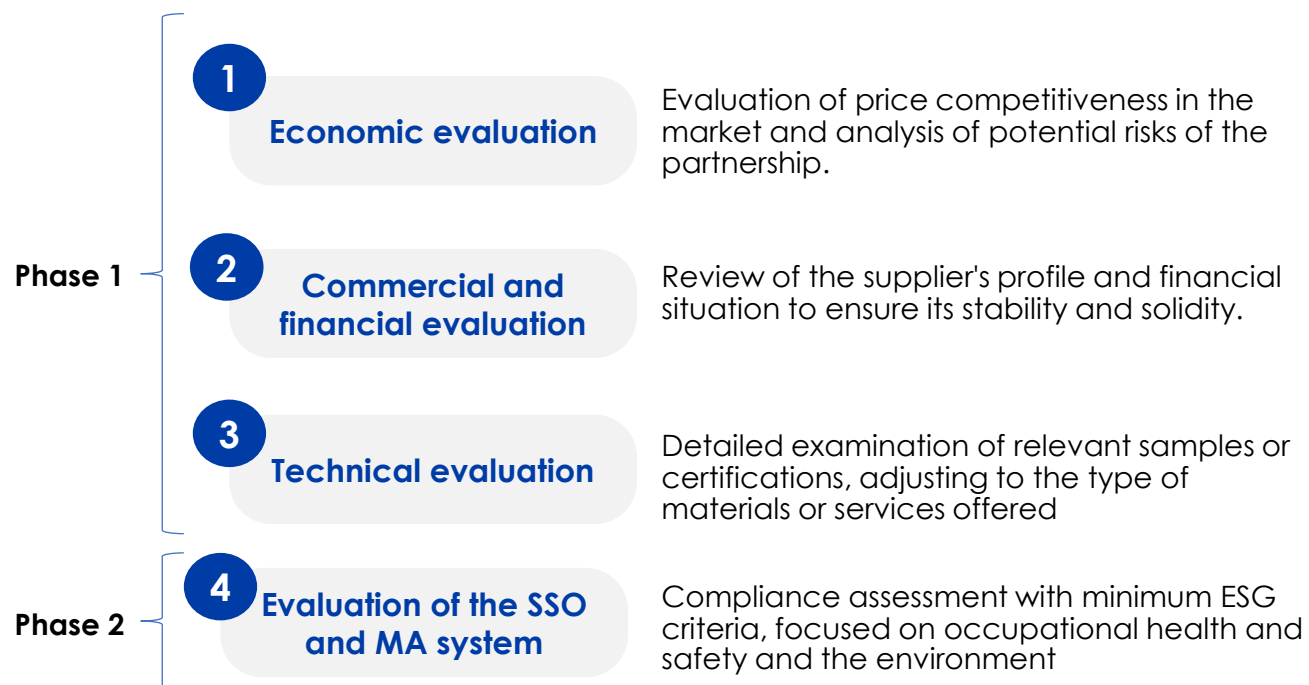 1
Economic evaluation
Evaluation of price competitiveness in the
market and analysis of potential risks of the
partnership.
Phase 1
2
Commercial and
financial evaluation
Review of the supplier's profile and financial
situation to ensure its stability and solidity.
3
Technical evaluation
Detailed examination of relevant samples or
certifications, adjusting to the type of
materials or services offered
Phase 2
4
Evaluation of the SSO
and MA system
Compliance assessment with minimum ESG
criteria, focused on occupational health and
safety and the environment